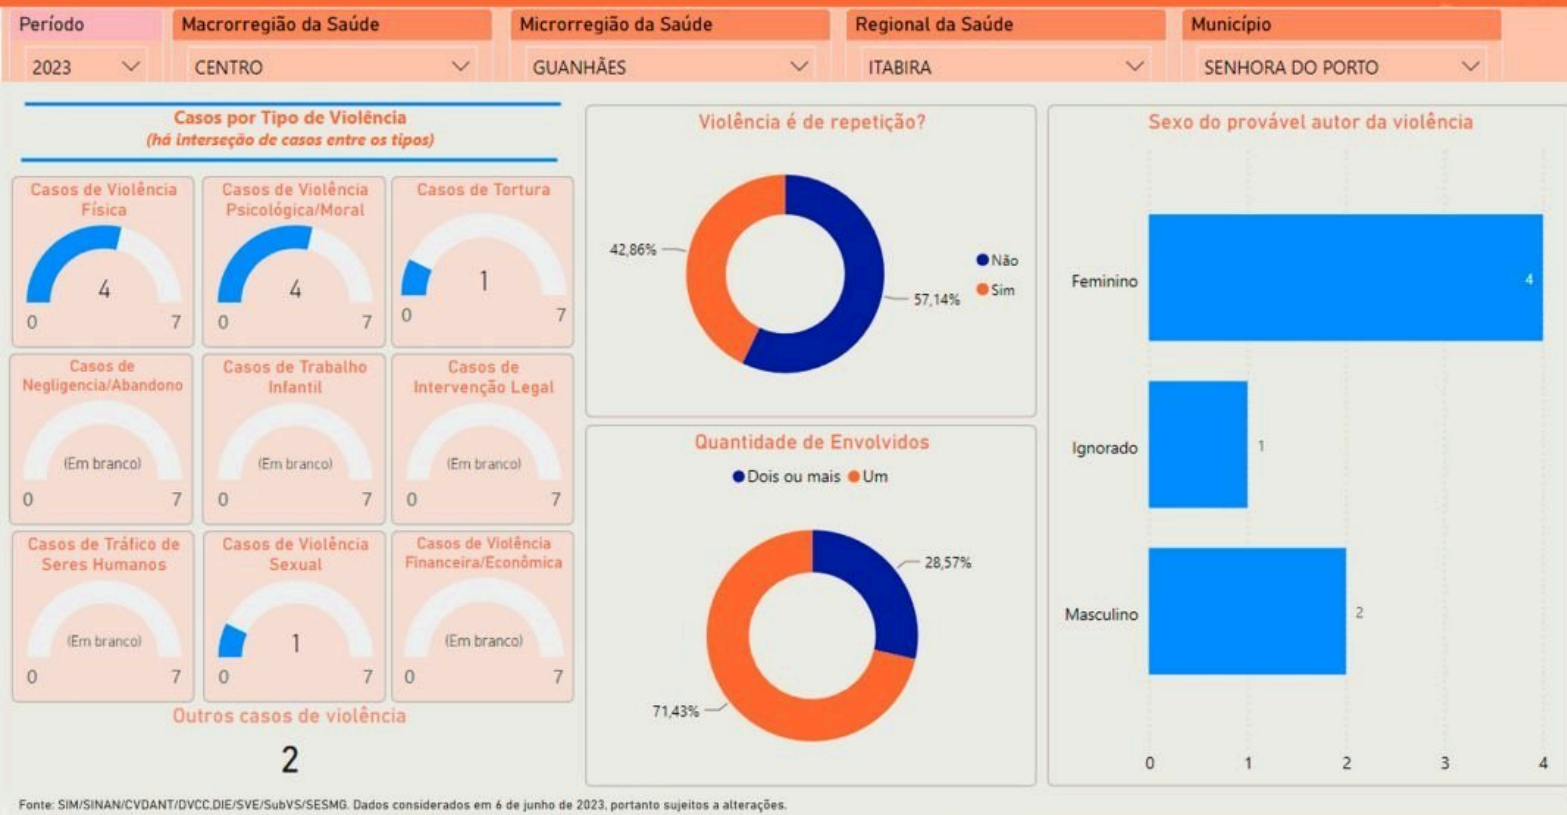 Período
Macrorregião da Saúde
Microrregião da Saúde
Regional da Saúde
Município
2023
CENTRO
GUANHÃES
ITABIRA
SENHORA DO PORTO
Casos por Tipo de Violência
(há interseção de casos entre os tipos)
Casos de Violência
Física
4
0
7
Casos de Violência
Psicológica/Moral
4
0
7
Casos de Tortura
1
0
7
Casos de
Negligencia/Abandono
(Em branco)
0
7
Casos de Trabalho
Infantil
(Em branco)
0
7
Casos de
Intervenção Legal
(Em branco)
0
7
Casos de Tráfico de
Seres Humanos
(Em branco)
0
7
Casos de Violência
Sexual
1
0
7
Casos de Violência
Financeira/Econômica
(Em branco)
0
7
Outros casos de violência
2
Violência é de repetição?
42,86%
57,14%
Não
Sim
Quantidade de Envolvidos
Dois ou mais
Um
28,57%
71,43%
Sexo do provável autor da violência
Feminino
4
Ignorado
1
Masculino
2
0
1
2
3
4
Fonte: SIM/SINAN/CVDANT/DVCC,DIE/SVE/SubVS/SESMG. Dados considerados em 6 de junho de 2023, portanto sujeitos a alterações.